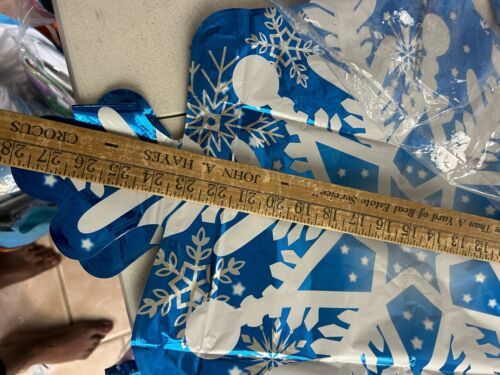 CROCUS JOHN A. HAYES "More Than A Yard of Real Estate Service"
28 27 26 25 24 23 22 21 20 19 18 17 16 15 14 13 12